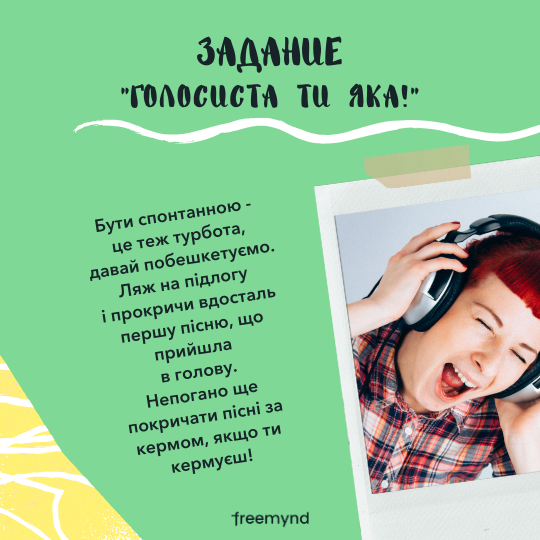 ЗАДАНИЕ
"ГОЛОСИСТА ТИ ЯКА!"
Бути спонтанною -
це теж турбота,
давай побешкетуємо.
Ляж на підлогу
і прокричи вдосталь
першу пісню, що
прийшла
в голову.
Непогано ще
покричати пісні за
кермом, якщо ти
кермуєш!
freemynd